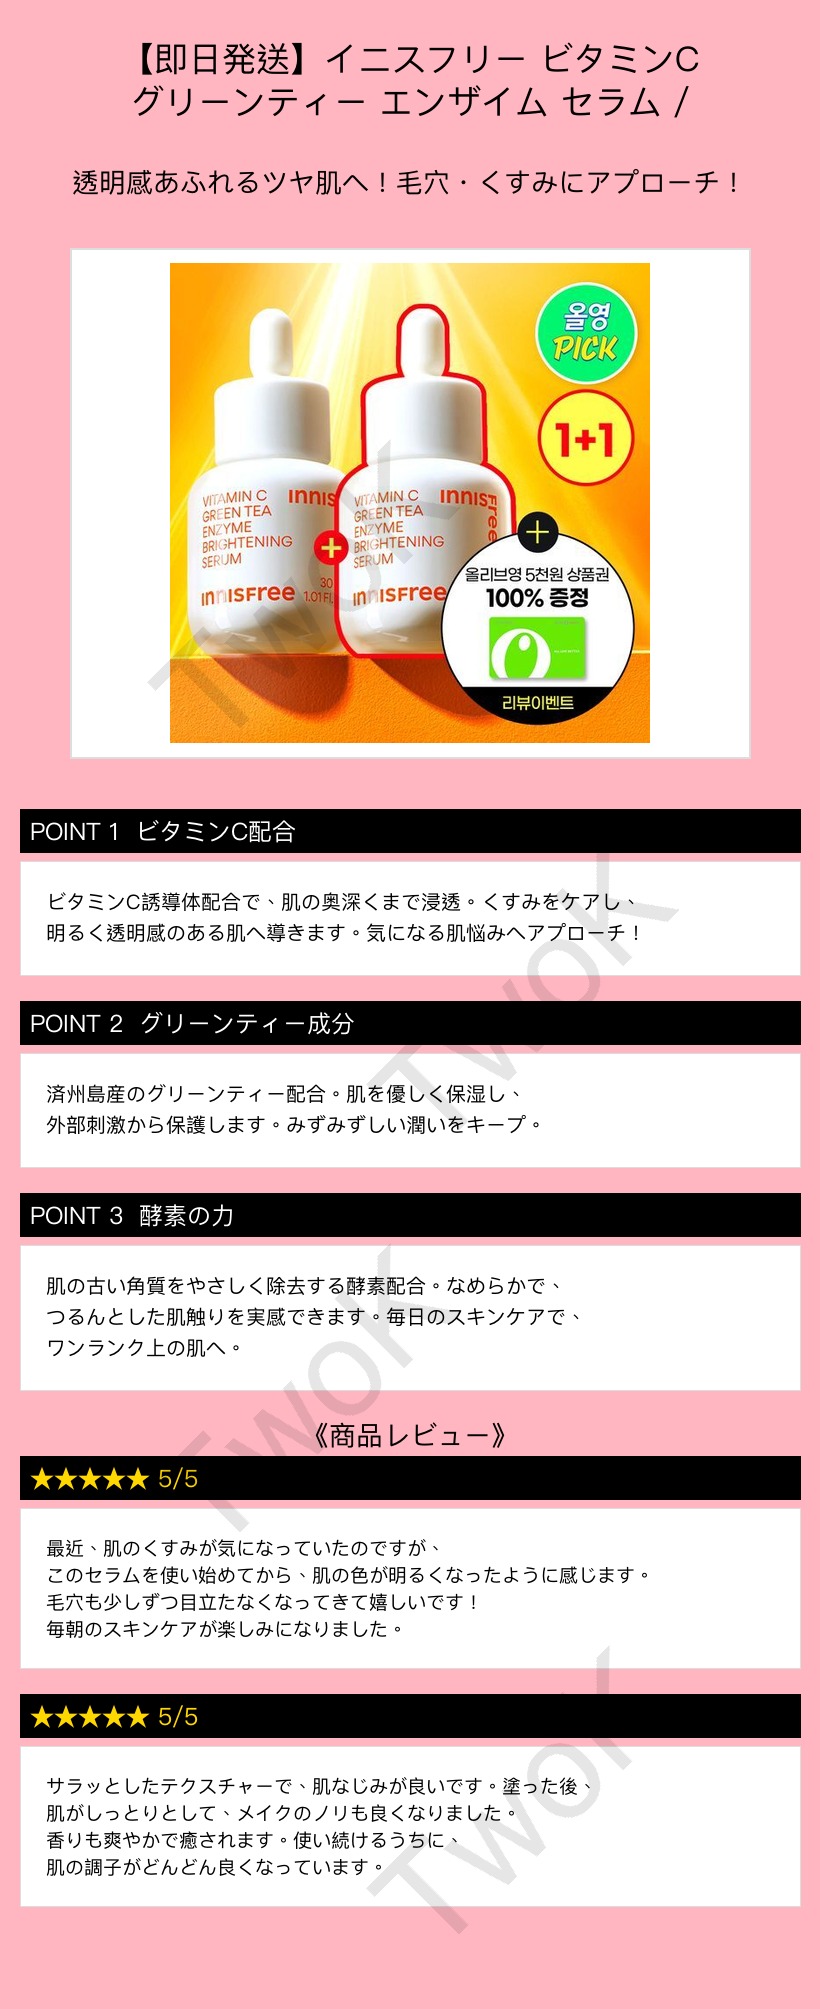 【即日発送】イニスフリー ビタミンC
グリーンティー エンザイム セラム /
透明感あふれるツヤ肌へ！毛穴・くすみにアプローチ！
올영
PICK
1+1
VITAMIN C
GREEN TEA
ENZYME
BRIGHTENING
SERUM
INNIS
INNISFree
30
1.01 Fl.
+
VITAMIN C
GREEN TEA
ENZYME
BRIGHTENING
SERUM
INNISFree
INNISFree
+
올리브영 5천원 상품권
100% 증정
리뷰이벤트
POINT 1 ビタミンC配合
ビタミンC誘導体配合で、肌の奥深くまで浸透。くすみをケアし、
明るく透明感のある肌へ導きます。気になる肌悩みへアプローチ！
POINT 2 グリーンティー成分
済州島産のグリーンティー配合。肌を優しく保湿し、
外部刺激から保護します。みずみずしい潤いをキープ。
POINT 3 酵素の力
肌の古い角質をやさしく除去する酵素配合。なめらかで、
つるんとした肌触りを実感できます。毎日のスキンケアで、
ワンランク上の肌へ。
《商品レビュー》
★★★★★ 5/5
最近、肌のくすみが気になっていたのですが、
このセラムを使い始めてから、肌の色が明るくなったように感じます。
毛穴も少しずつ目立たなくなってきて嬉しいです！
毎朝のスキンケアが楽しみになりました。
★★★★★ 5/5
サラッとしたテクスチャーで、肌なじみが良いです。塗った後、
肌がしっとりとして、メイクのノリも良くなりました。
香りも爽やかで癒されます。使い続けるうちに、
肌の調子がどんどん良くなっています。
TwoK
TwoK
TwoK
TwoK